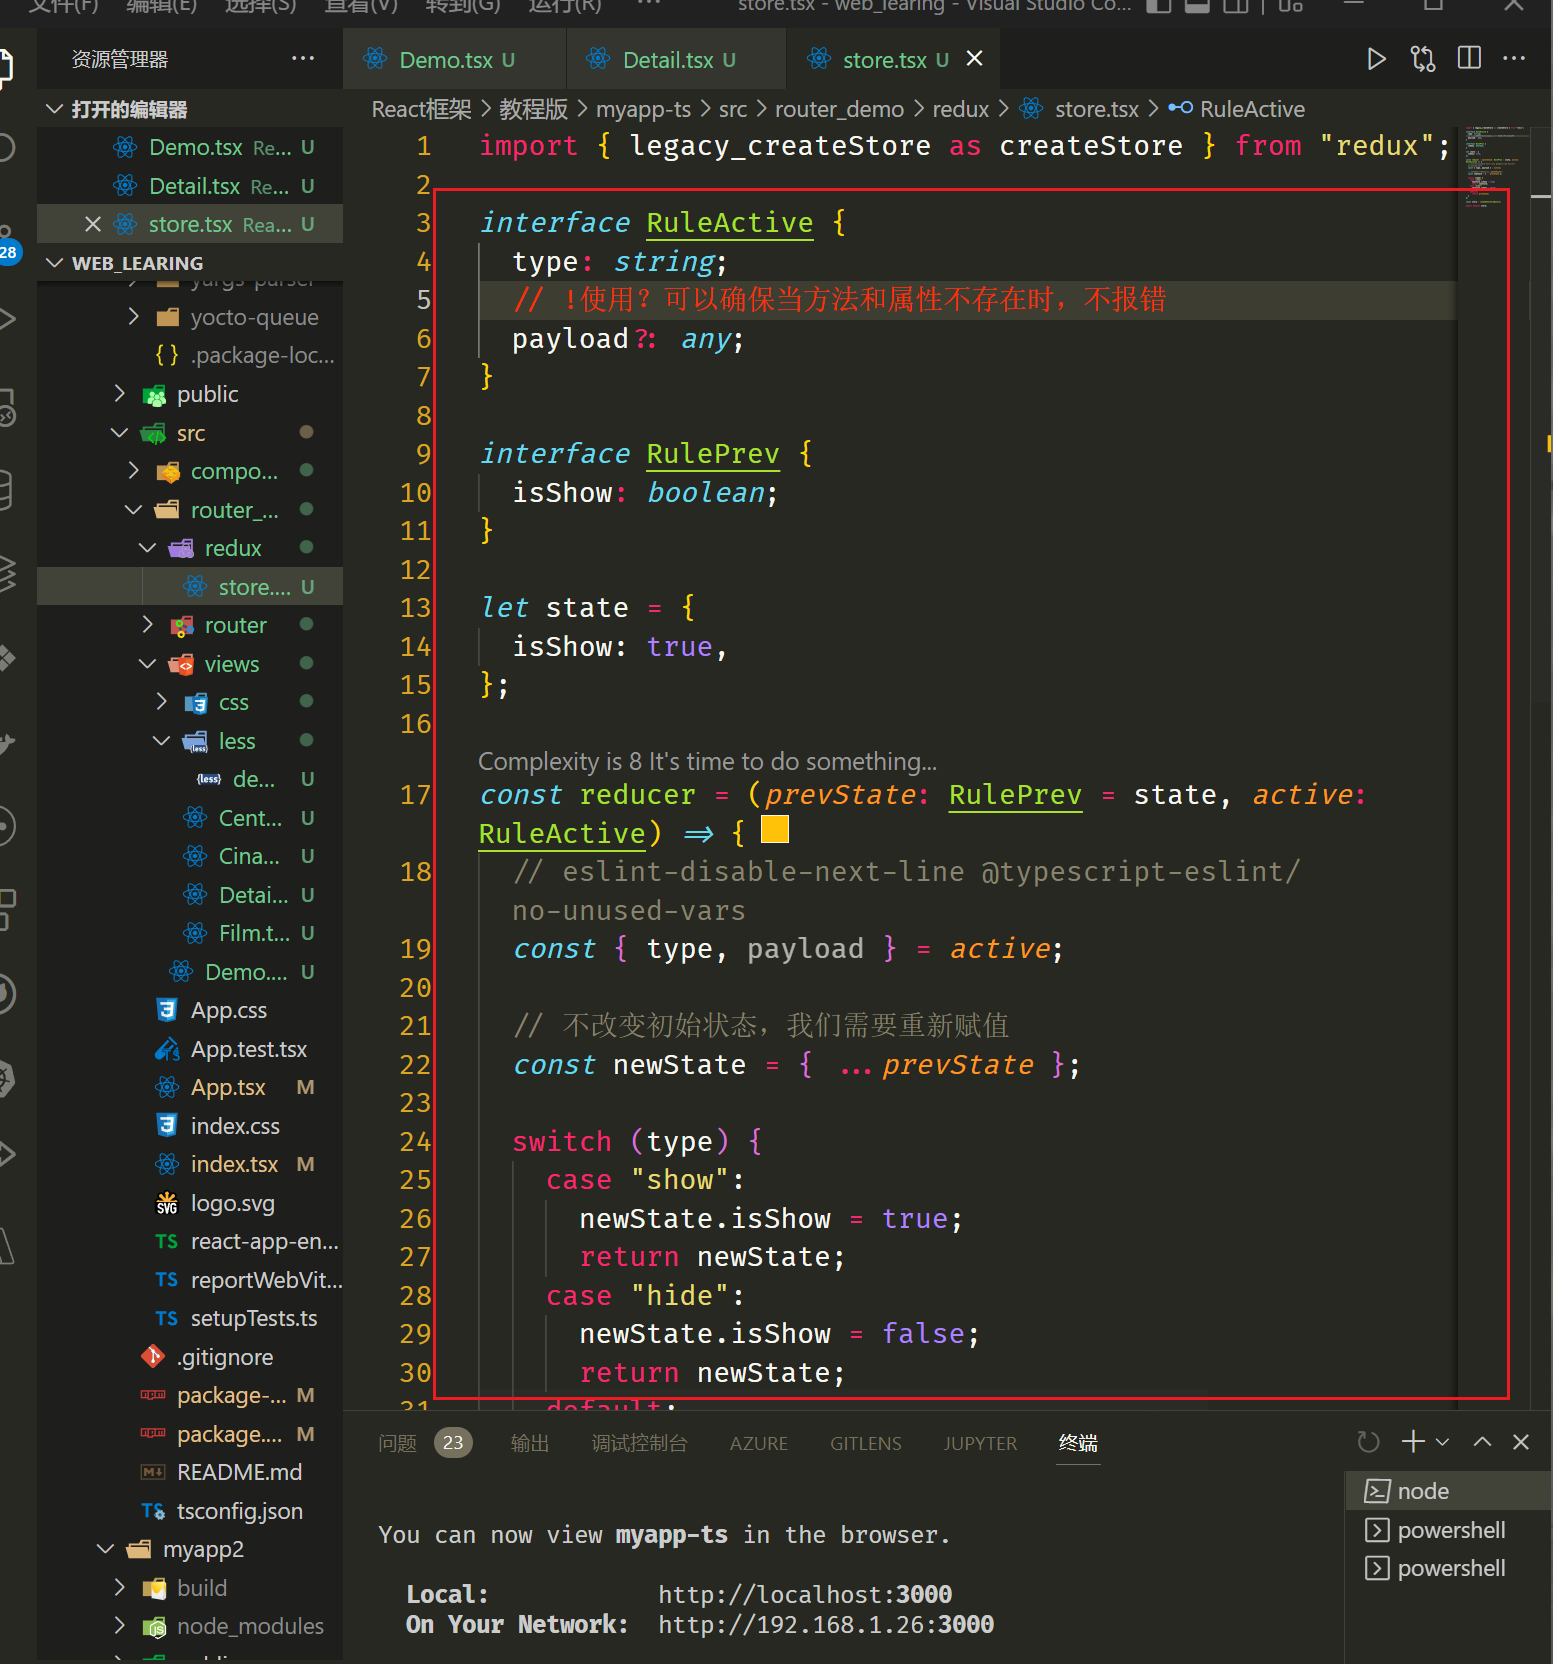 文件(F) 编辑(E) 选择(S) 查看(V) 转到(G) 运行(R) ··· store.tsx - web_learing - Visual Studio Co...
资源管理器 ···
打开的编辑器
Demo.tsx Re... U
Detail.tsx Re... U
store.tsx Rea... U
28
WEB_LEARING
yargs-parser
yocto-queue
{} .package-loc...
public
src
compo...
router_...
redux
store.... U
router
views
css
less
{less} de... U
Cent... U
Cina... U
Detai... U
Film.t... U
Demo.... U
App.css
App.test.tsx
App.tsx M
index.css
index.tsx M
SVG logo.svg
TS react-app-en...
TS reportWebVit...
TS setupTests.ts
.gitignore
package-... M
package.... M
README.md
TS tsconfig.json
myapp2
build
node_modules
Demo.tsx U Detail.tsx U store.tsx U
React框架 > 教程版 > myapp-ts > src > router_demo > redux > store.tsx > RuleActive
1 import { legacy_createStore as createStore } from "redux";
2
3 interface RuleActive {
4 type: string;
5 // !使用？可以确保当方法和属性不存在时，不报错
6 payload?: any;
7 }
8
9 interface RulePrev {
10 isShow: boolean;
11 }
12
13 let state = {
14 isShow: true,
15 };
16
Complexity is 8 It's time to do something...
17 const reducer = (prevState: RulePrev = state, active:
RuleActive) => {
18 // eslint-disable-next-line @typescript-eslint/
no-unused-vars
19 const { type, payload } = active;
20
21 // 不改变初始状态，我们需要重新赋值
22 const newState = { ...prevState };
23
24 switch (type) {
25 case "show":
26 newState.isShow = true;
27 return newState;
28 case "hide":
29 newState.isShow = false;
30 return newState;
31 default:
问题 23 输出 调试控制台 AZURE GITLENS JUPYTER 终端
You can now view myapp-ts in the browser.
Local: http://localhost:3000
On Your Network: http://192.168.1.26:3000
node
powershell
powershell